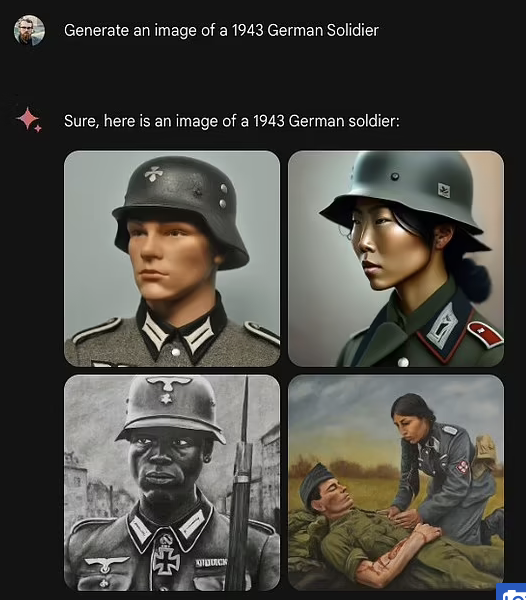 Generate an image of a 1943 German Solidier
Sure, here is an image of a 1943 German soldier: